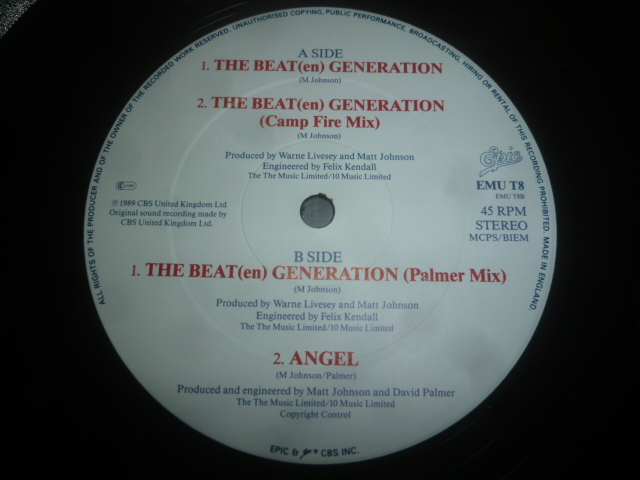 ALL RIGHTS OF THE PRODUCER AND OF THE OWNER OF THE RECORDED WORK RESERVED. UNAUTHORISED COPYING, PUBLIC PERFORMANCE, BROADCASTING, HIRING OR RENTAL OF THIS RECORDING PROHIBITED. MADE IN ENGLAND.
A SIDE
1. THE BEAT(en) GENERATION
(M Johnson)
2. THE BEAT(en) GENERATION
(Camp Fire Mix)
(M Johnson)
Produced by Warne Livesey and Matt Johnson
Engineered by Felix Kendall
The The Music Limited/10 Music Limited
Epic
EMU T8
EMU T8B
℗ 1989 CBS United Kingdom Ltd
Original sound recording made by
CBS United Kingdom Ltd.
45 RPM
STEREO
MCPS/BIEM
B SIDE
1. THE BEAT(en) GENERATION (Palmer Mix)
(M Johnson)
Produced by Warne Livesey and Matt Johnson
Engineered by Felix Kendall
The The Music Limited/10 Music Limited
2. ANGEL
(M Johnson/Palmer)
Produced and engineered by Matt Johnson and David Palmer
The The Music Limited/10 Music Limited
Copyright Control
EPIC & ® CBS INC.